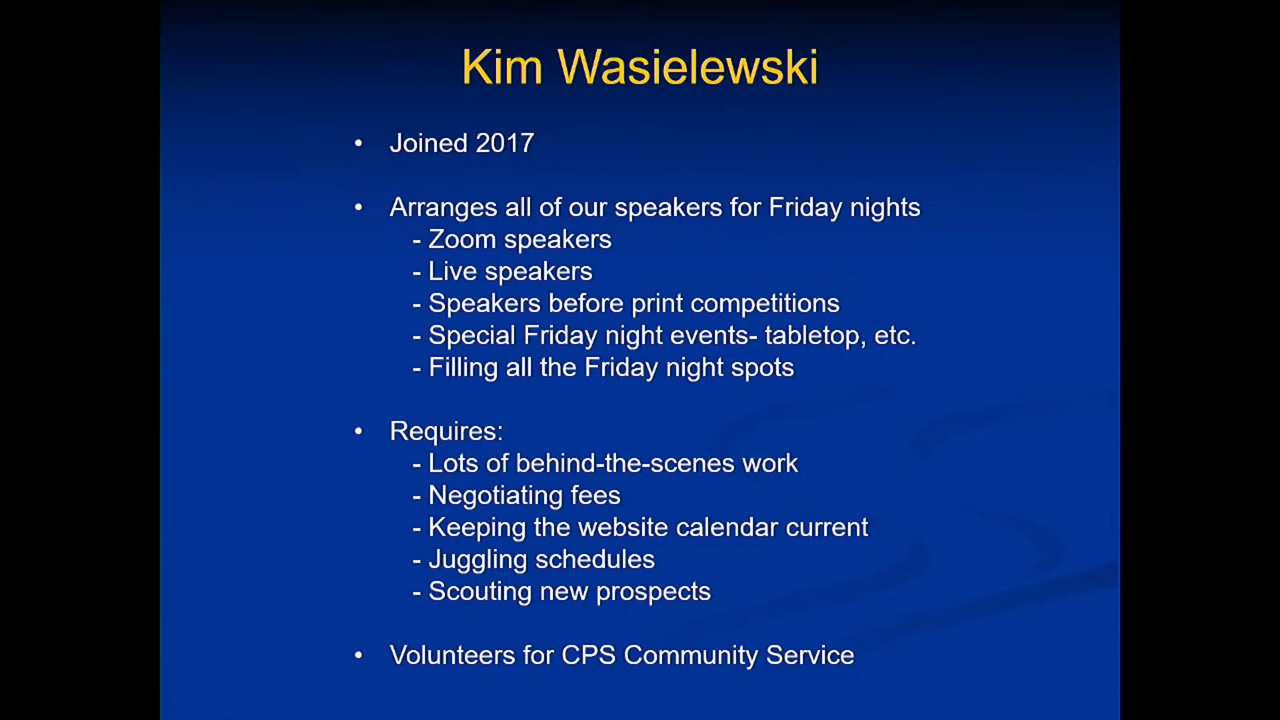 Kim Wasielewski
• Joined 2017
• Arranges all of our speakers for Friday nights
- Zoom speakers
- Live speakers
- Speakers before print competitions
- Special Friday night events- tabletop, etc.
- Filling all the Friday night spots
• Requires:
- Lots of behind-the-scenes work
- Negotiating fees
- Keeping the website calendar current
- Juggling schedules
- Scouting new prospects
• Volunteers for CPS Community Service